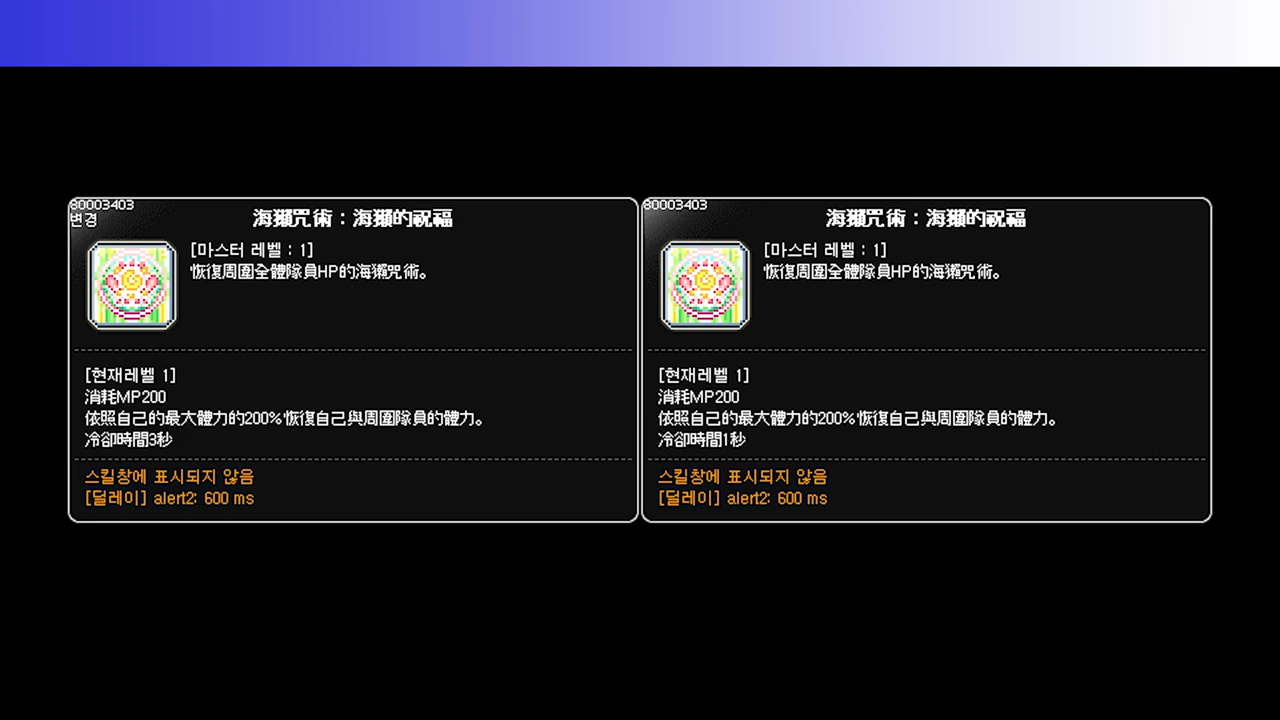 80003403
변경
海獺咒術：海獺的祝福
[마스터 레벨 : 1]
恢復周圍全體隊員HP的海獺咒術。
[현재레벨 1]
消耗MP200
依照自己的最大體力的200%恢復自己與周圍隊員的體力。
冷卻時間3秒
스킬창에 표시되지 않음
[딜레이] alert2: 600 ms
80003403
海獺咒術：海獺的祝福
[마스터 레벨 : 1]
恢復周圍全體隊員HP的海獺咒術。
[현재레벨 1]
消耗MP200
依照自己的最大體力的200%恢復自己與周圍隊員的體力。
冷卻時間1秒
스킬창에 표시되지 않음
[딜레이] alert2: 600 ms